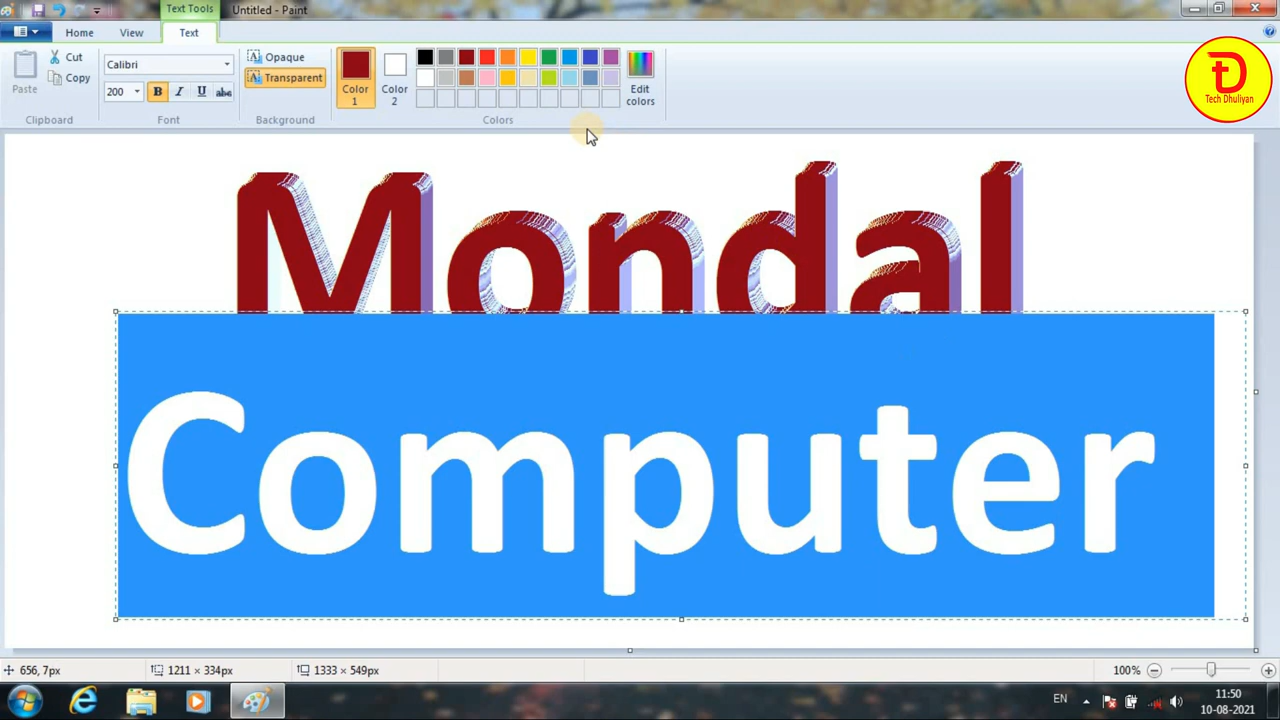 Text Tools
Untitled - Paint
Home
View
Text
Paste
Cut
Copy
Clipboard
Calibri
200
B
I
U
abc
Font
Opaque
Transparent
Background
Color
1
Color
2
Edit
colors
Colors
Tech Dhuliyan
Mondal
Computer
656, 7px
1211 × 334px
1333 × 549px
100%
EN
11:50
10-08-2021